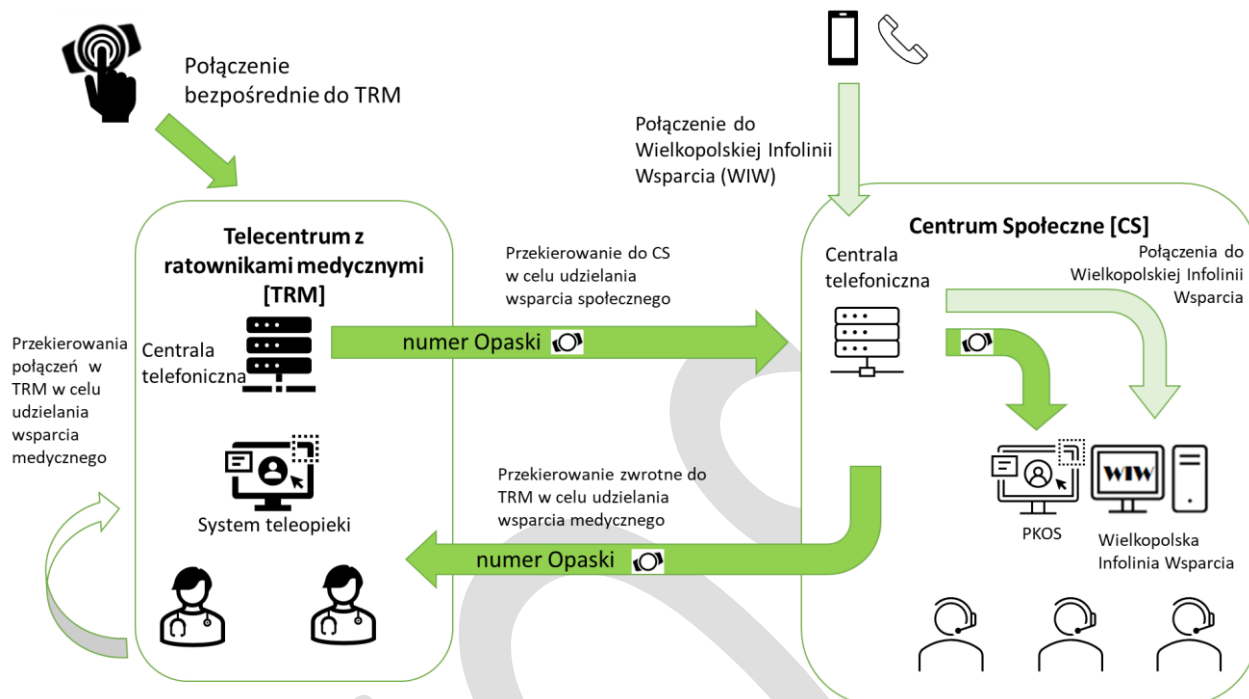 Połączenie
bezpośrednie do TRM
Połączenie do
Wielkopolskiej Infolinii
Wsparcia (WIW)
Telecentrum z
ratownikami medycznymi
[TRM]
Centrala
telefoniczna
System teleopieki
Przekierowania
połączeń w
TRM w celu
udzielania
wsparcia
medycznego
Przekierowanie do CS
w celu udzielania
wsparcia społecznego
numer Opaski
Przekierowanie zwrotne do
TRM w celu udzielania
wsparcia medycznego
numer Opaski
Centrum Społeczne [CS]
Centrala
telefoniczna
Połączenia do
Wielkopolskiej Infolinii
Wsparcia
WIW
PKOS
Wielkopolska
Infolinia Wsparcia